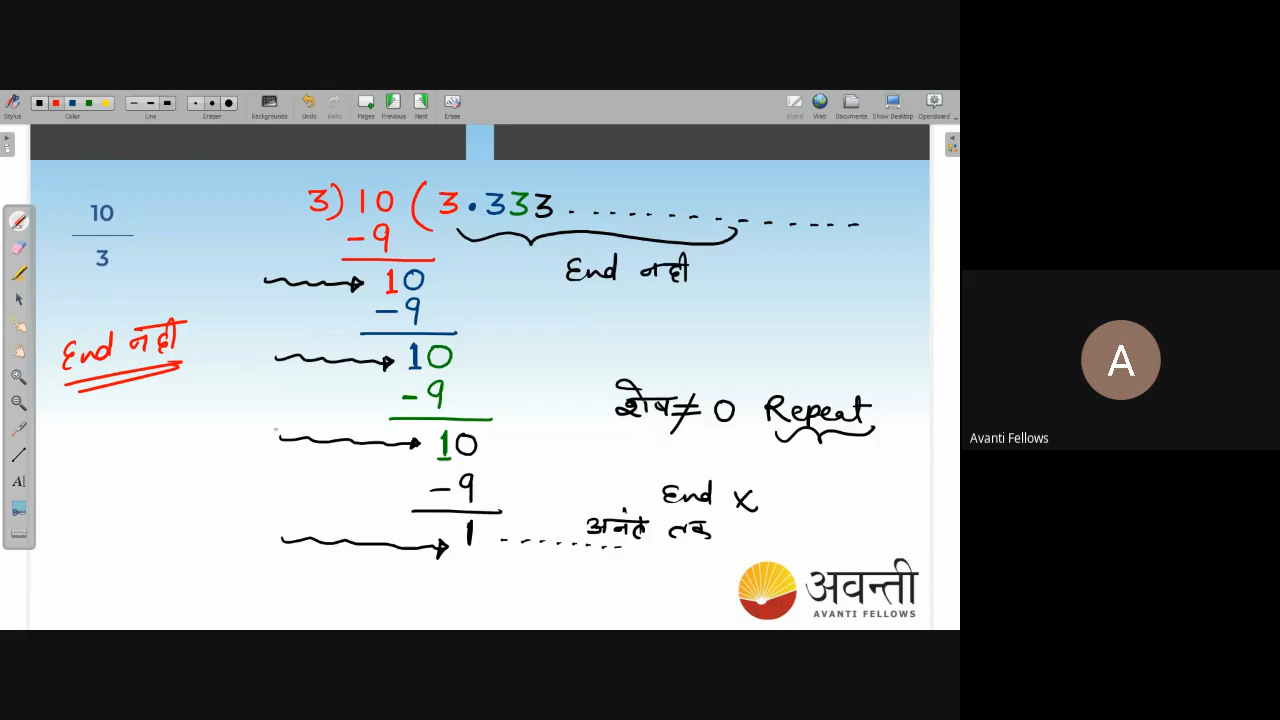 Stylus
Color
Line
Eraser
Backgrounds
Undo
Redo
Pages
Previous
Next
Erase
Board
Web
Documents
Show Desktop
OpenBoard
10
3
3) 10 ( 3.333 ..............
- 9
10
- 9
10
- 9
10
- 9
1 ........
End नही
End नही
शेष ≠ 0 Repeat
End ×
अनंत तक
अवन्ती
AVANTI FELLOWS
A
Avanti Fellows
AI